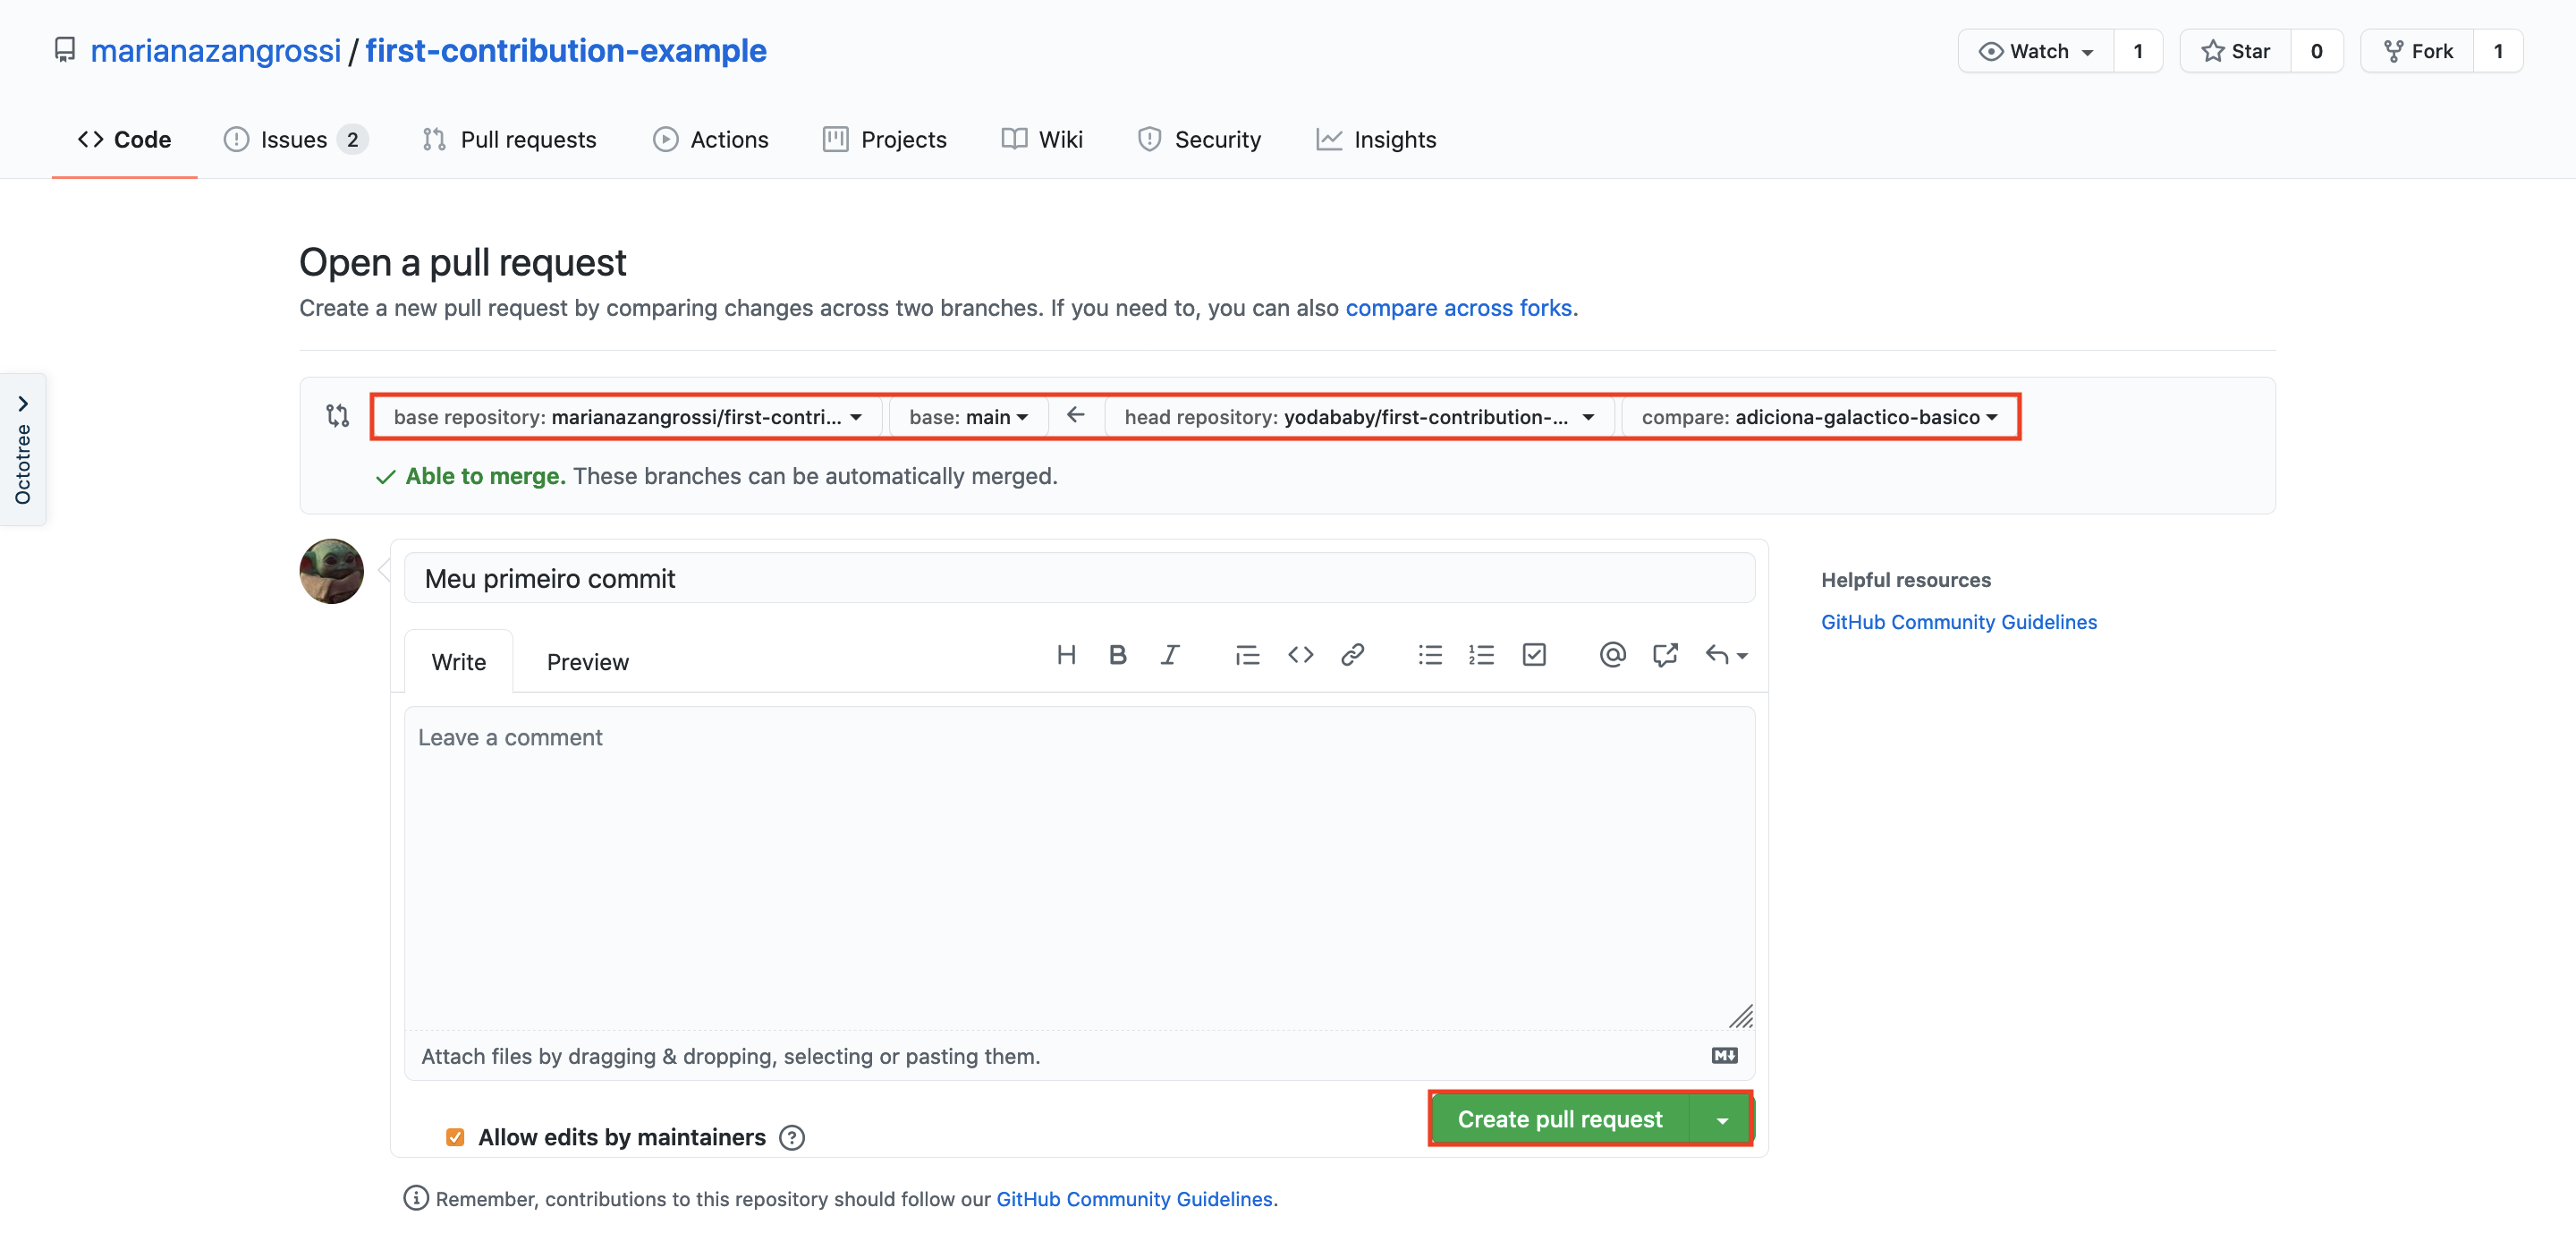 marianazangrossi / first-contribution-example
Watch 1 Star 0 Fork 1
Code Issues 2 Pull requests Actions Projects Wiki Security Insights
Open a pull request
Create a new pull request by comparing changes across two branches. If you need to, you can also compare across forks.
Octotree
base repository: marianazangrossi/first-contri... base: main head repository: yodababy/first-contribution-... compare: adiciona-galactico-basico
Able to merge. These branches can be automatically merged.
Meu primeiro commit
Helpful resources
GitHub Community Guidelines
Write Preview
Leave a comment
Attach files by dragging & dropping, selecting or pasting them.
Create pull request
Allow edits by maintainers
Remember, contributions to this repository should follow our GitHub Community Guidelines.